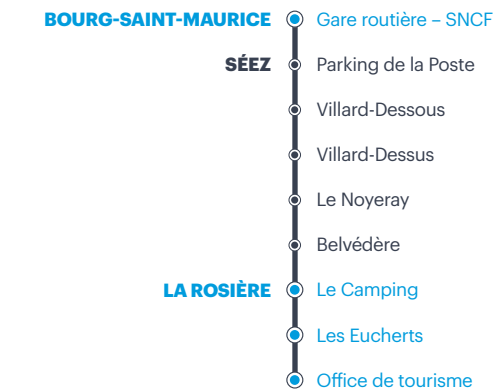 BOURG-SAINT-MAURICE Gare routière – SNCF
SÉEZ Parking de la Poste
Villard-Dessous
Villard-Dessus
Le Noyeray
Belvédère
LA ROSIÈRE Le Camping
Les Eucherts
Office de tourisme